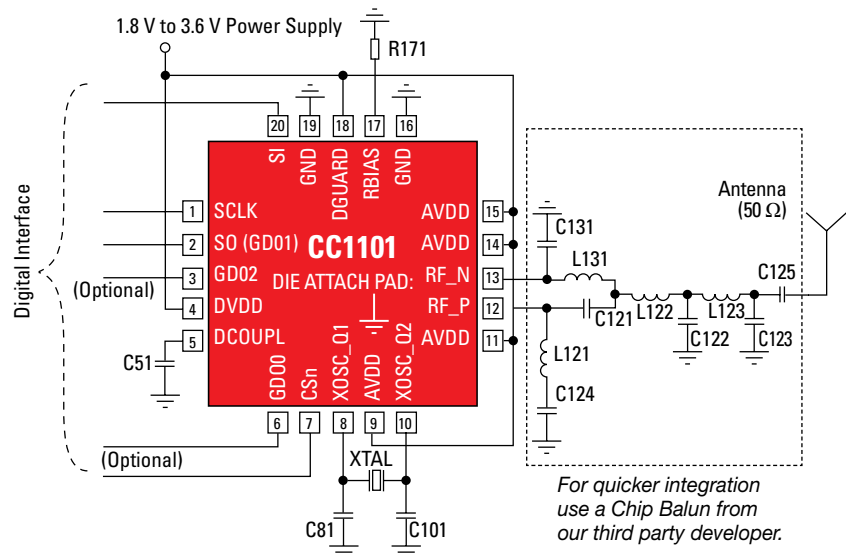 1.8 V to 3.6 V Power Supply
R171
20
19
18
17
16
SI
GND
DGUARD
RBIAS
GND
Antenna
(50 Ω)
1
SCLK
AVDD
15
C131
2
SO (GD01)
CC1101
AVDD
14
L131
3
GD02
DIE ATTACH PAD:
RF_N
13
C125
(Optional)
Digital Interface
4
DVDD
RF_P
12
C121
L122
L123
5
DCOUPL
AVDD
11
C122
C123
C51
L121
GD00
CSn
XOSC_Q1
AVDD
XOSC_Q2
C124
6
7
8
9
10
(Optional)
XTAL
C81
C101
For quicker integration
use a Chip Balun from
our third party developer.